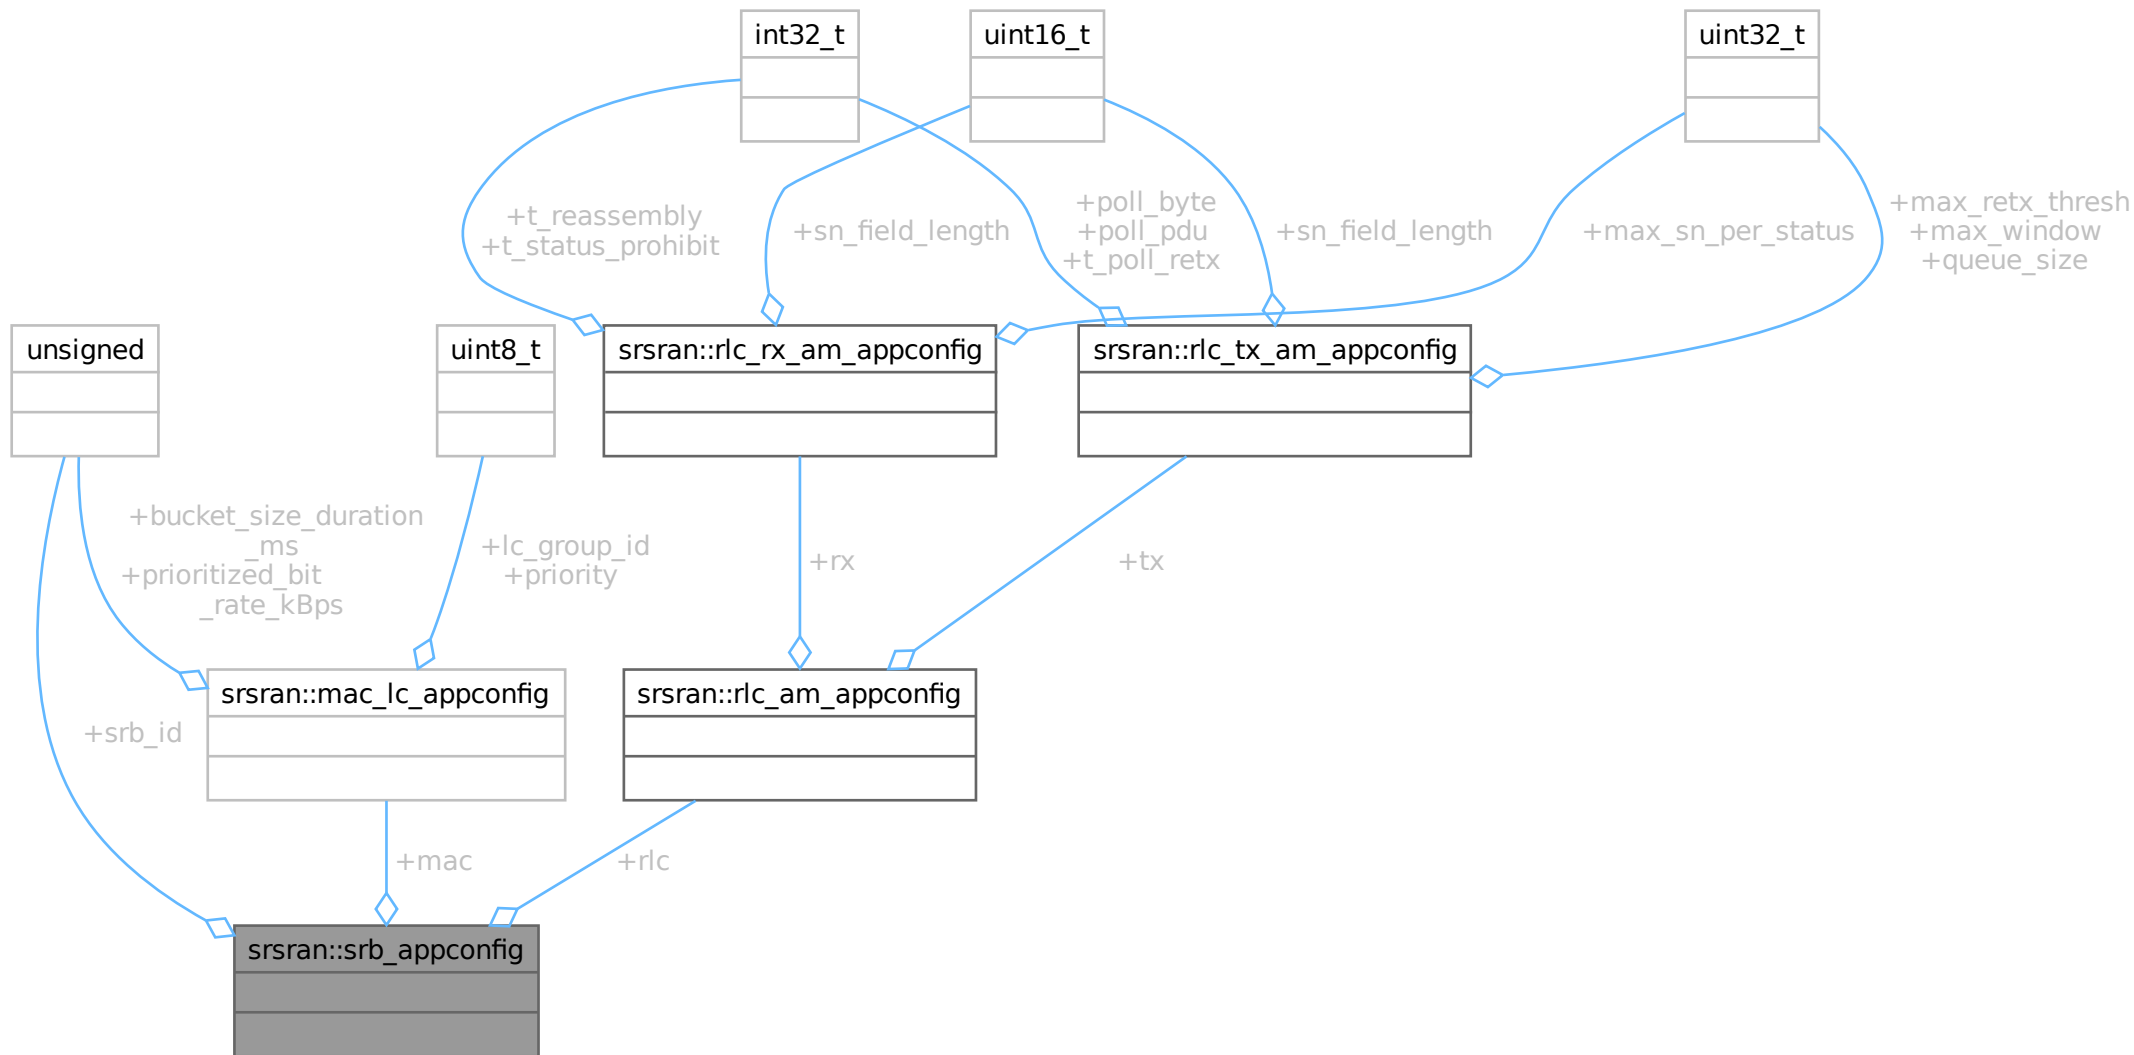 int32_t
uint16_t
uint32_t
+t_reassembly
+t_status_prohibit
+sn_field_length
+poll_byte
+poll_pdu
+t_poll_retx
+sn_field_length
+max_sn_per_status
+max_retx_thresh
+max_window
+queue_size
unsigned
uint8_t
srsran::rlc_rx_am_appconfig
srsran::rlc_tx_am_appconfig
+bucket_size_duration
_ms
+prioritized_bit
_rate_kBps
+lc_group_id
+priority
+rx
+tx
srsran::mac_lc_appconfig
srsran::rlc_am_appconfig
+srb_id
+mac
+rlc
srsran::srb_appconfig